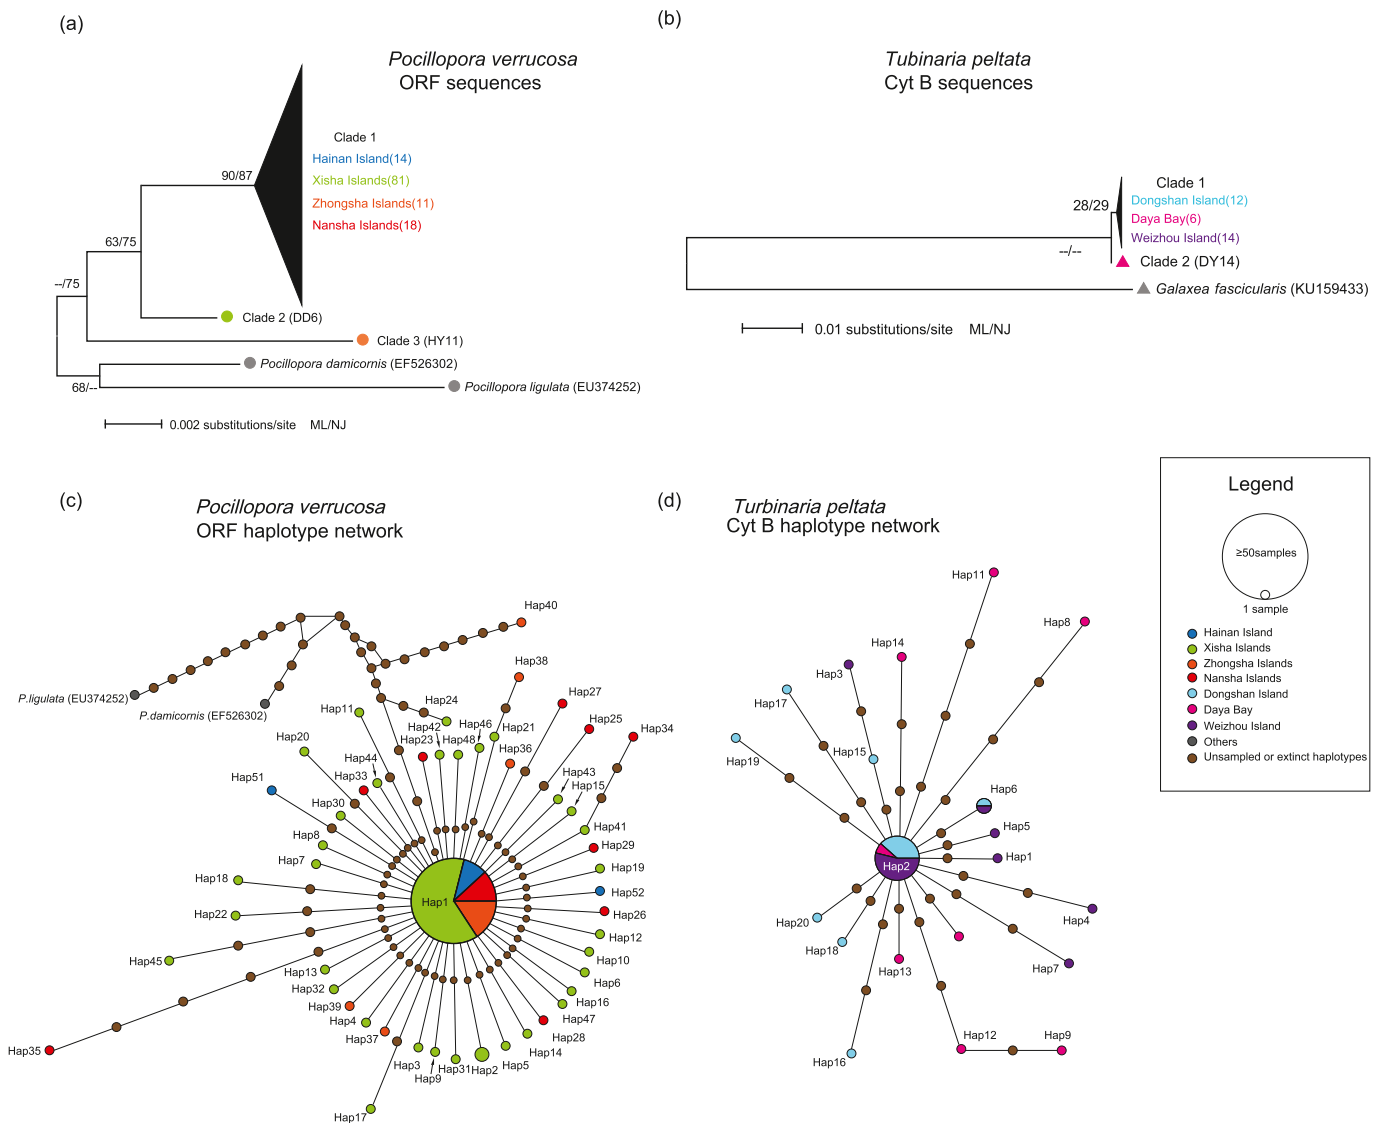 (a)
Pocillopora verrucosa
ORF sequences
Clade 1
Hainan Island(14)
Xisha Islands(81)
Zhongsha Islands(11)
Nansha Islands(18)
90/87
63/75
--/75
68/--
Clade 2 (DD6)
Clade 3 (HY11)
Pocillopora damicornis (EF526302)
Pocillopora ligulata (EU374252)
0.002 substitutions/site ML/NJ
(b)
Tubinaria peltata
Cyt B sequences
Clade 1
Dongshan Island(12)
Daya Bay(6)
Weizhou Island(14)
28/29
--/--
Clade 2 (DY14)
Galaxea fascicularis (KU159433)
0.01 substitutions/site ML/NJ
(c)
Pocillopora verrucosa
ORF haplotype network
Hap40
Hap38
Hap27
Hap24
Hap11
P.ligulata (EU374252)
P.damicornis (EF526302)
Hap42
Hap46
Hap21
Hap25
Hap34
Hap23
Hap48
Hap36
Hap20
Hap44
Hap43
Hap33
Hap15
Hap51
Hap30
Hap41
Hap8
Hap29
Hap7
Hap19
Hap18
Hap52
Hap1
Hap22
Hap26
Hap12
Hap45
Hap10
Hap13
Hap6
Hap32
Hap16
Hap39
Hap4
Hap47
Hap37
Hap28
Hap35
Hap14
Hap3
Hap9
Hap31
Hap2
Hap5
Hap17
(d)
Turbinaria peltata
Cyt B haplotype network
Hap11
Hap8
Hap14
Hap3
Hap17
Hap15
Hap19
Hap6
Hap5
Hap1
Hap2
Hap4
Hap20
Hap18
Hap13
Hap7
Hap12
Hap9
Hap16
Legend
≥50samples
1 sample
Hainan Island
Xisha Islands
Zhongsha Islands
Nansha Islands
Dongshan Island
Daya Bay
Weizhou Island
Others
Unsampled or extinct haplotypes